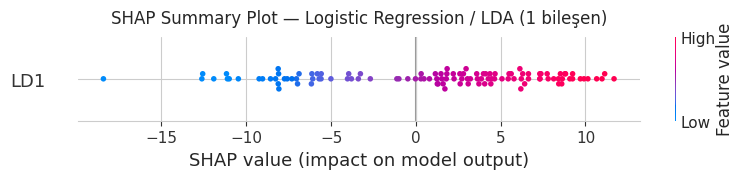 SHAP Summary Plot — Logistic Regression / LDA (1 bileşen)
High
LD1
Low
Feature value
−15
−10
−5
0
5
10
SHAP value (impact on model output)